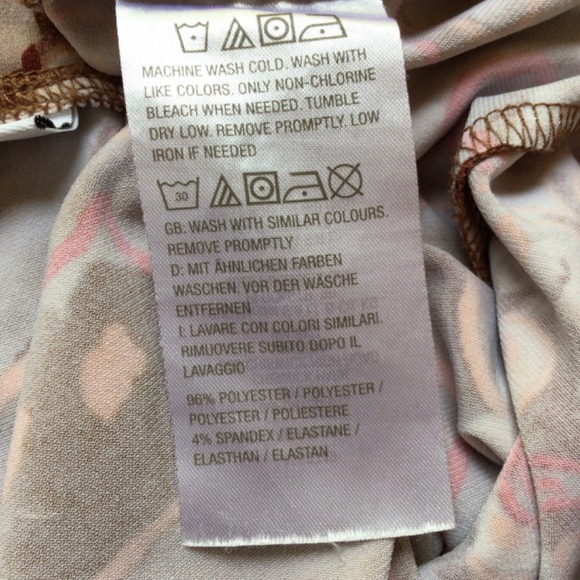 MACHINE WASH COLD. WASH WITH
LIKE COLORS. ONLY NON-CHLORINE
BLEACH WHEN NEEDED. TUMBLE
DRY LOW. REMOVE PROMPTLY. LOW
IRON IF NEEDED
30
GB: WASH WITH SIMILAR COLOURS.
REMOVE PROMPTLY
D: MIT ÄHNLICHEN FARBEN
WASCHEN. VOR DER WÄSCHE
ENTFERNEN
I: LAVARE CON COLORI SIMILARI.
RIMUOVERE SUBITO DOPO IL
LAVAGGIO
96% POLYESTER / POLYESTER /
POLYESTER / POLIESTERE
4% SPANDEX / ELASTANE /
ELASTHAN / ELASTAN